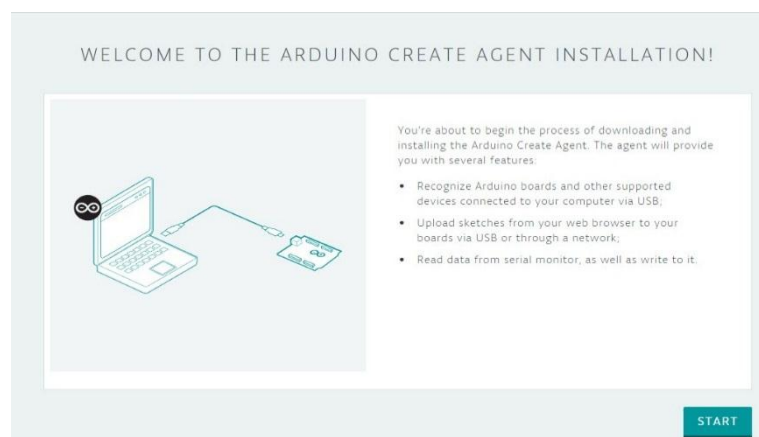 WELCOME TO THE ARDUINO CREATE AGENT INSTALLATION!
You're about to begin the process of downloading and
installing the Arduino Create Agent. The agent will provide
you with several features:
• Recognize Arduino boards and other supported
devices connected to your computer via USB;
• Upload sketches from your web browser to your
boards via USB or through a network;
• Read data from serial monitor, as well as write to it.
START